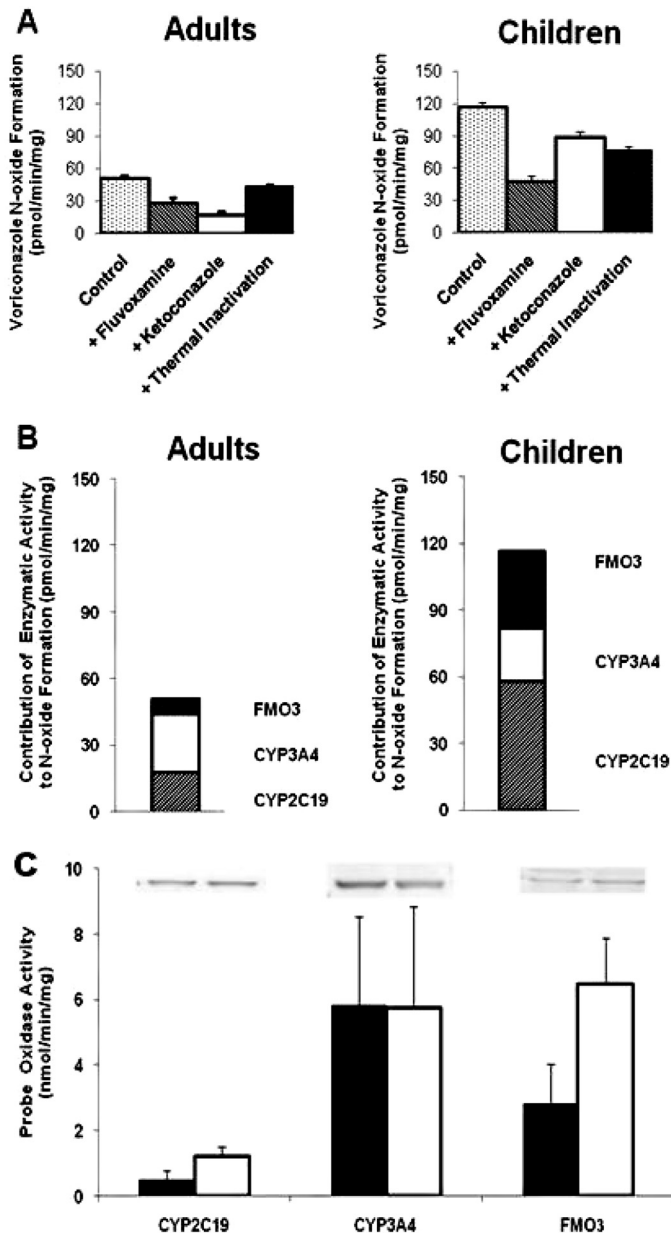 A
Adults
Children
Voriconazole N-oxide Formation
(pmol/min/mg)
150
120
90
60
30
0
Control
+ Fluvoxamine
+ Ketoconazole
+ Thermal Inactivation
Voriconazole N-oxide Formation
(pmol/min/mg)
150
120
90
60
30
0
Control
+ Fluvoxamine
+ Ketoconazole
+ Thermal Inactivation
B
Adults
Children
Contribution of Enzymatic Activity
to N-oxide Formation (pmol/min/mg)
150
120
90
60
30
0
FMO3
CYP3A4
CYP2C19
Contribution of Enzymatic Activity
to N-oxide Formation (pmol/min/mg)
150
120
90
60
30
0
FMO3
CYP3A4
CYP2C19
C
Probe Oxidase Activity
(nmol/min/mg)
10
8
6
4
2
0
CYP2C19
CYP3A4
FMO3